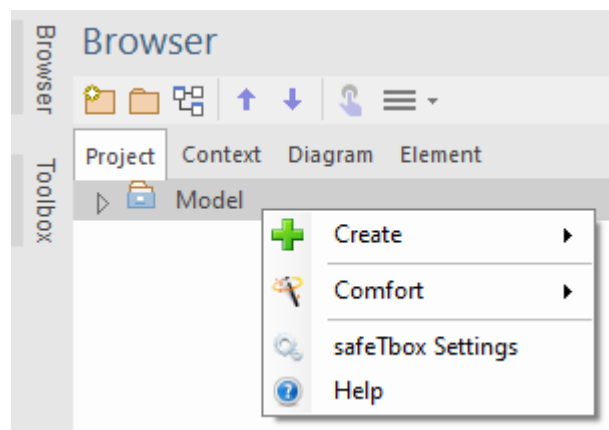 Browser
Browser
Toolbox
Project Context Diagram Element
Model
Create
Comfort
safeTbox Settings
Help